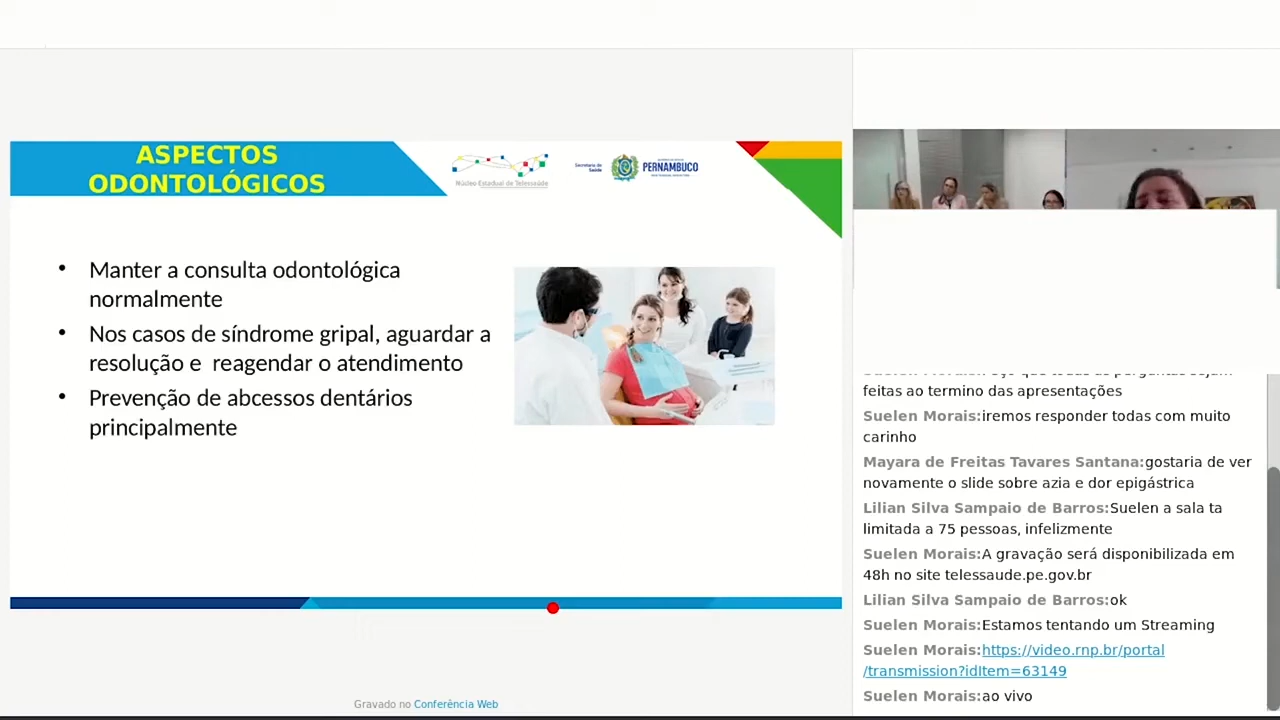 ASPECTOS
ODONTOLÓGICOS
Núcleo Estadual de Telessaúde
Secretaria de
Saúde
PERNAMBUCO
• Manter a consulta odontológica
normalmente
• Nos casos de síndrome gripal, aguardar a
resolução e reagendar o atendimento
• Prevenção de abcessos dentários
principalmente
Gravado no Conferência Web
feitas ao termino das apresentações
Suelen Morais:iremos responder todas com muito
carinho
Mayara de Freitas Tavares Santana:gostaria de ver
novamente o slide sobre azia e dor epigástrica
Lilian Silva Sampaio de Barros:Suelen a sala ta
limitada a 75 pessoas, infelizmente
Suelen Morais:A gravação será disponibilizada em
48h no site telessaude.pe.gov.br
Lilian Silva Sampaio de Barros:ok
Suelen Morais:Estamos tentando um Streaming
Suelen Morais:https://video.rnp.br/portal
/transmission?idItem=63149
Suelen Morais:ao vivo